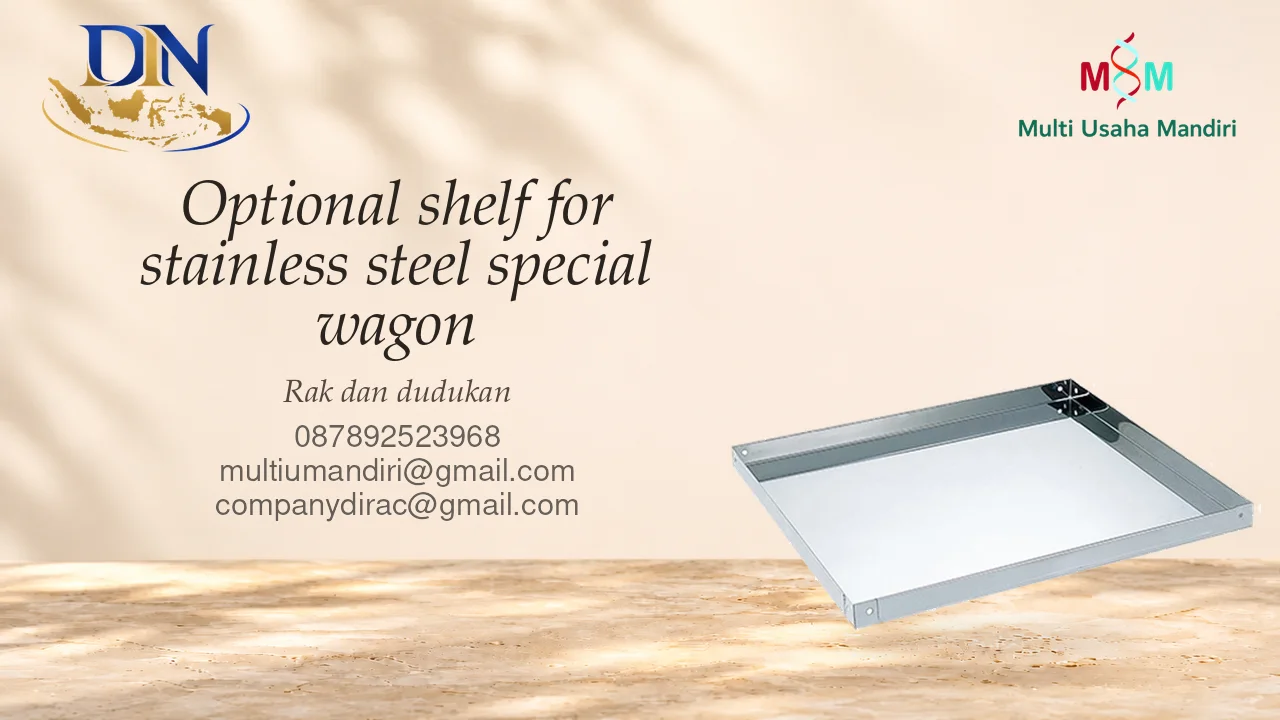 DIN
MSM
Multi Usaha Mandiri
Optional shelf for
stainless steel special
wagon
Rak dan dudukan
087892523968
multiumandiri@gmail.com
companydirac@gmail.com